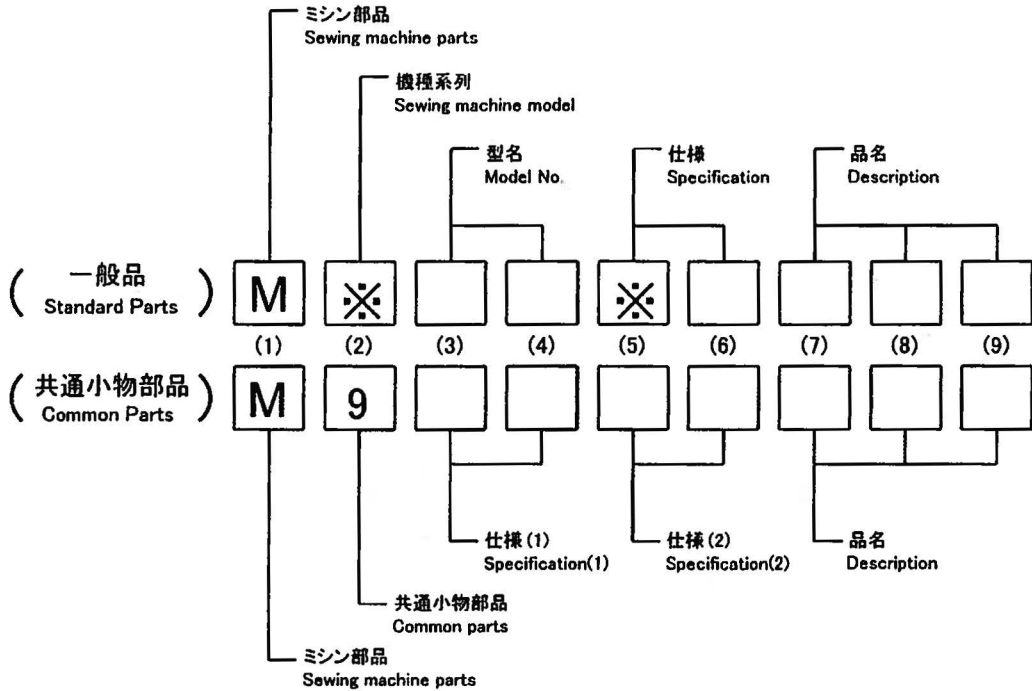 ミシン部品
Sewing machine parts
機種系列
Sewing machine model
型名
Model No.
仕様
Specification
品名
Description
(一般品
Standard Parts) M ※ ※
(1) (2) (3) (4) (5) (6) (7) (8) (9)
(共通小物部品
Common Parts) M 9
仕様(1)
Specification(1)
仕様(2)
Specification(2)
品名
Description
共通小物部品
Common parts
ミシン部品
Sewing machine parts